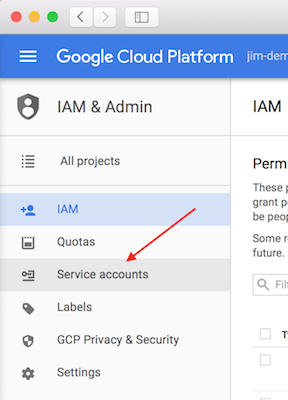 Google Cloud Platform
jim-dem
IAM & Admin
IAM
All projects
Perm
These p
grant pe
be peop
Some r
future.
IAM
Quotas
Service accounts
Filt
Labels
GCP Privacy & Security
Settings